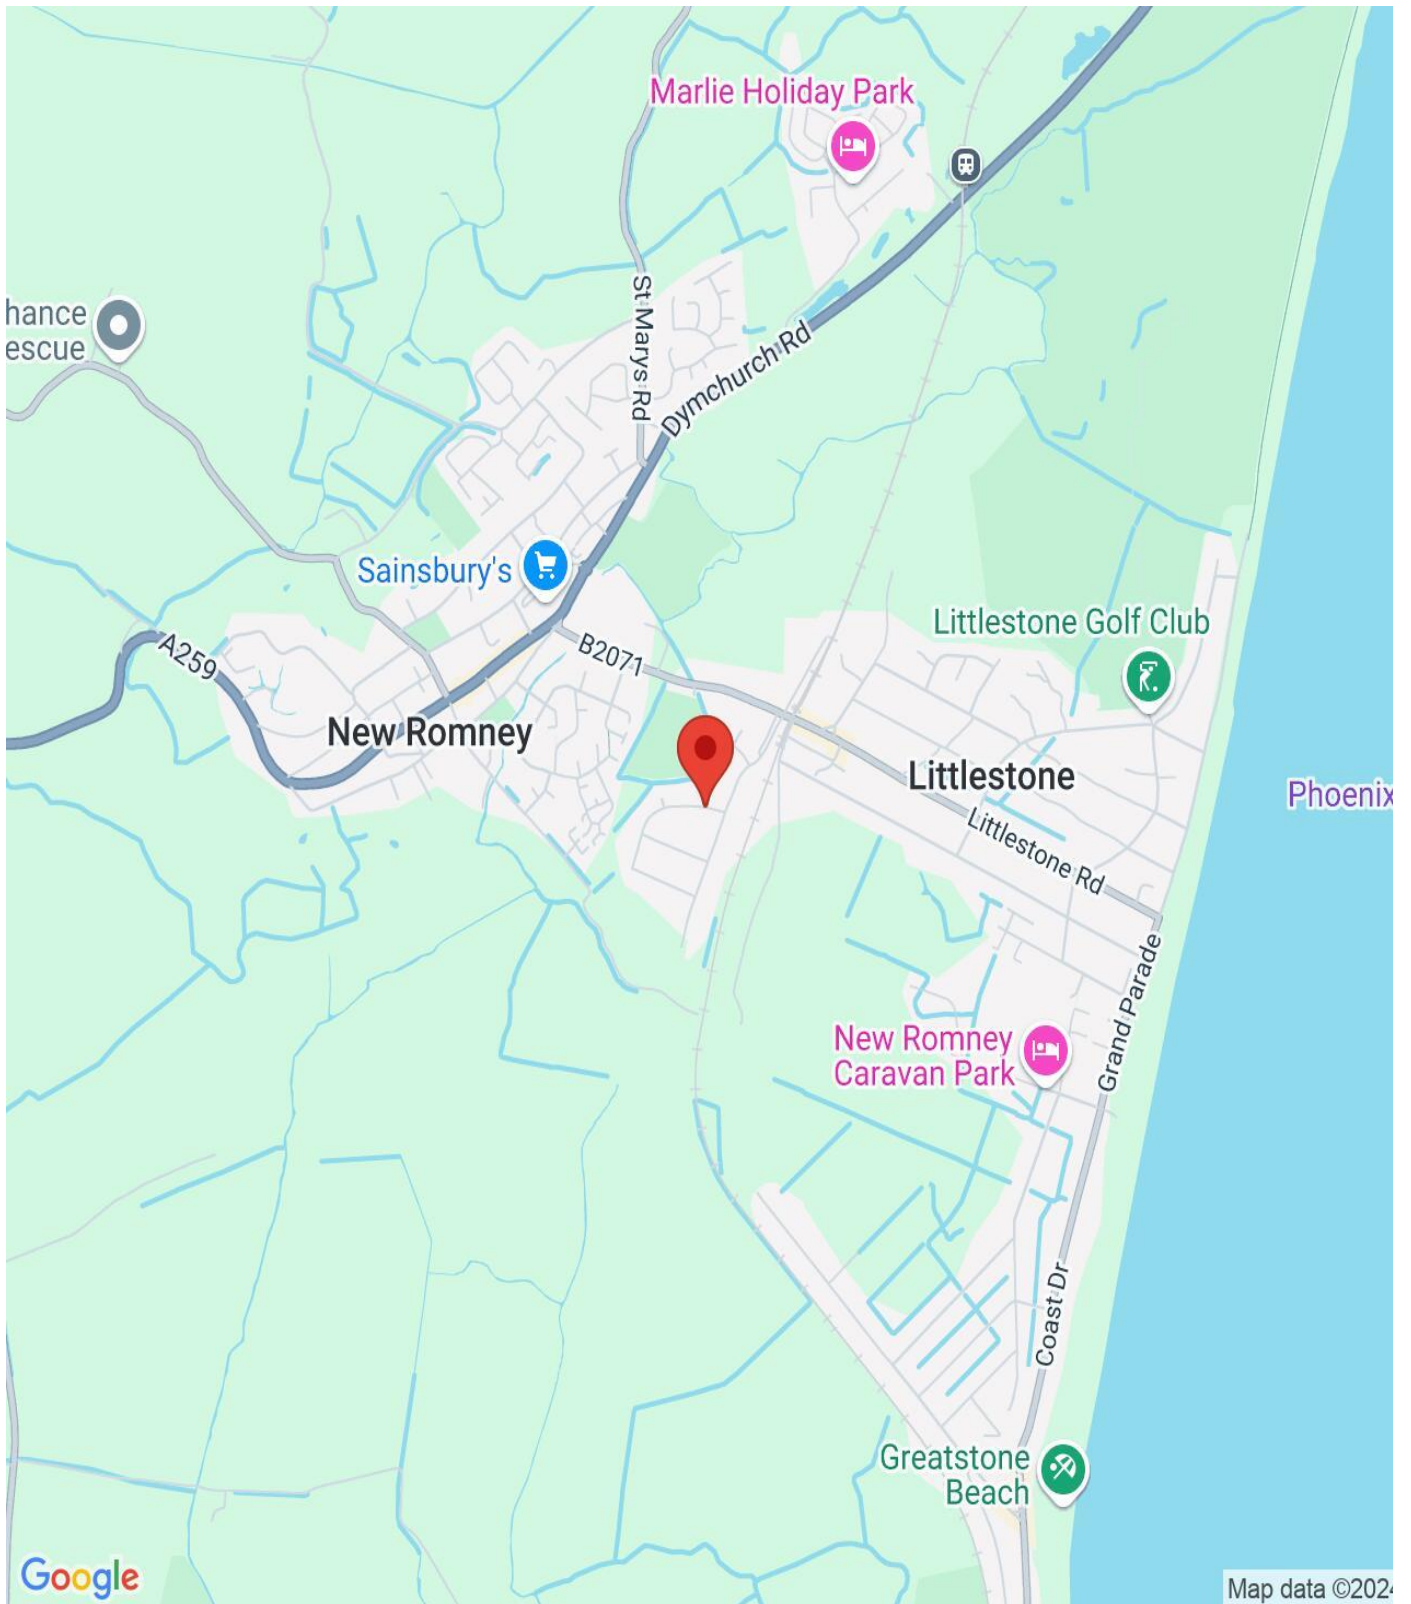 Marlie Holiday Park
hance
escue
St Marys Rd
Dymchurch Rd
Sainsbury's
Littlestone Golf Club
B2071
A259
New Romney
Littlestone
Phoenix
Littlestone Rd
Grand Parade
New Romney
Caravan Park
Coast Dr
Greatstone
Beach
Google
Map data ©2024